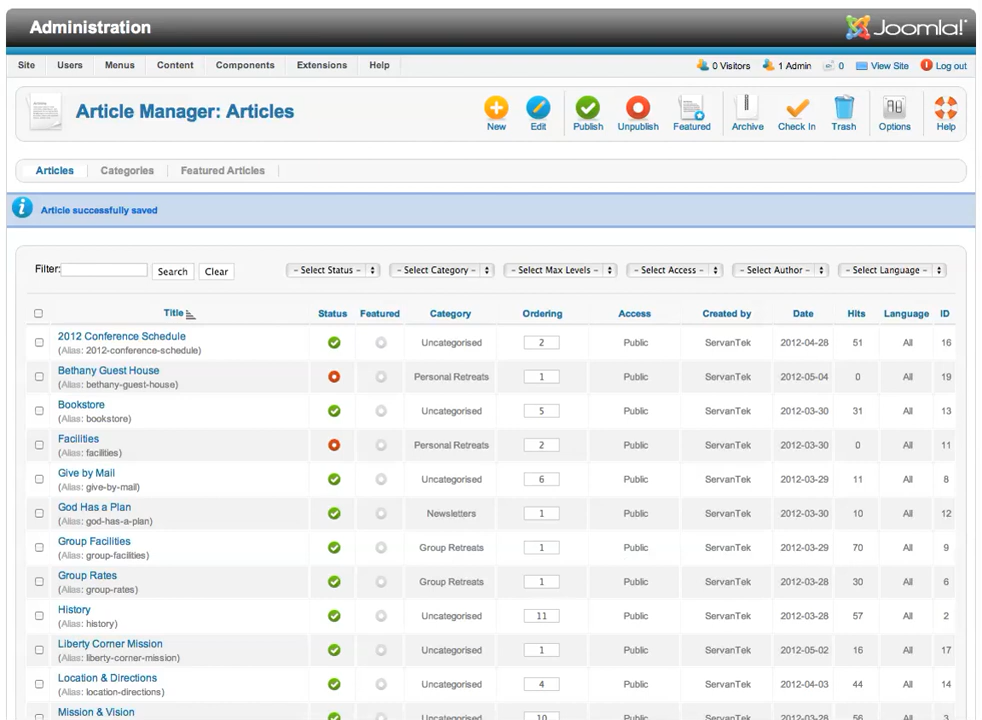 Administration
Joomla!
Site Users Menus Content Components Extensions Help 0 Visitors 1 Admin 0 View Site Log out
Article Manager: Articles
New Edit Publish Unpublish Featured Archive Check In Trash Options Help
Articles Categories Featured Articles
Article successfully saved
Filter: Search Clear - Select Status - - Select Category - - Select Max Levels - - Select Access - - Select Author - - Select Language -
Title Status Featured Category Ordering Access Created by Date Hits Language ID
2012 Conference Schedule
(Alias: 2012-conference-schedule) Uncategorised 2 Public ServanTek 2012-04-28 51 All 16
Bethany Guest House
(Alias: bethany-guest-house) Personal Retreats 1 Public ServanTek 2012-05-04 0 All 19
Bookstore
(Alias: bookstore) Uncategorised 5 Public ServanTek 2012-03-30 31 All 13
Facilities
(Alias: facilities) Personal Retreats 2 Public ServanTek 2012-03-30 0 All 11
Give by Mail
(Alias: give-by-mail) Uncategorised 6 Public ServanTek 2012-03-29 11 All 8
God Has a Plan
(Alias: god-has-a-plan) Newsletters 1 Public ServanTek 2012-03-30 10 All 12
Group Facilities
(Alias: group-facilities) Group Retreats 1 Public ServanTek 2012-03-29 70 All 9
Group Rates
(Alias: group-rates) Group Retreats 1 Public ServanTek 2012-03-28 30 All 6
History
(Alias: history) Uncategorised 11 Public ServanTek 2012-03-28 57 All 2
Liberty Corner Mission
(Alias: liberty-corner-mission) Uncategorised 1 Public ServanTek 2012-05-02 16 All 17
Location & Directions
(Alias: location-directions) Uncategorised 4 Public ServanTek 2012-04-03 44 All 14
Mission & Vision
Uncategorised 10 Public ServanTek 2012-03-28 56 All 3